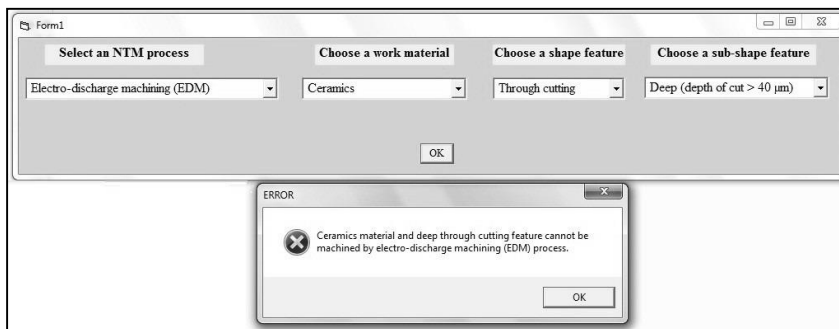 Form1
Select an NTM process
Choose a work material
Choose a shape feature
Choose a sub-shape feature
Electro-discharge machining (EDM)
Ceramics
Through cutting
Deep (depth of cut > 40 µm)
OK
ERROR
Ceramics material and deep through cutting feature cannot be
machined by electro-discharge machining (EDM) process.
OK